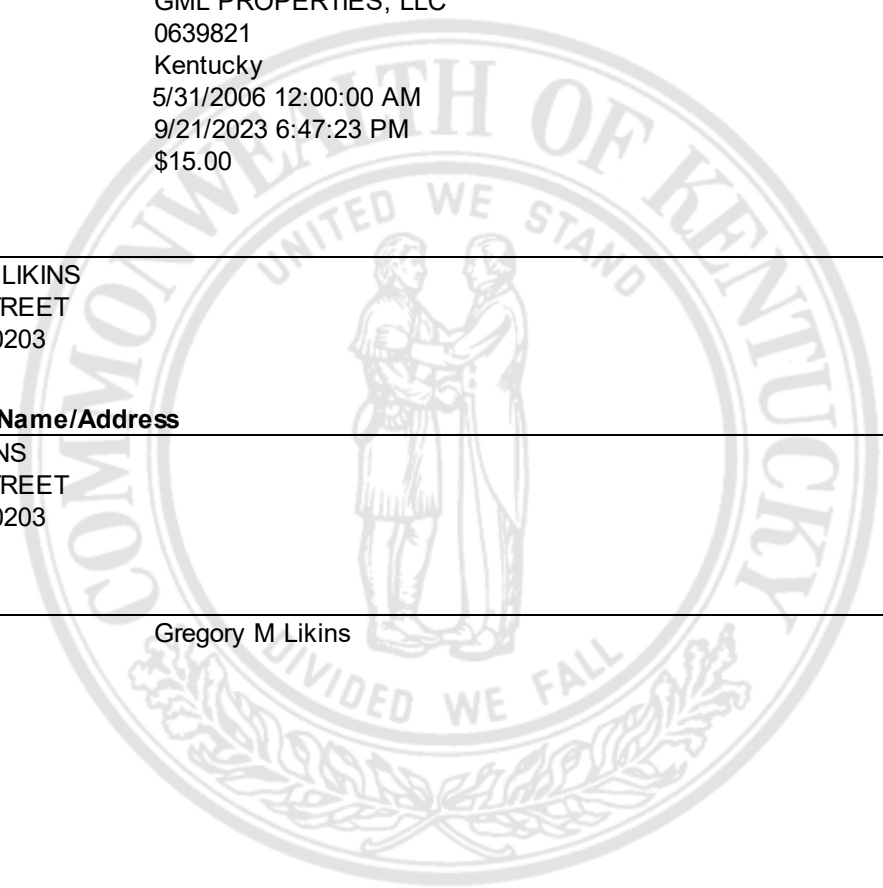 GML PROPERTIES, LLC
0639821
Kentucky
5/31/2006 12:00:00 AM
9/21/2023 6:47:23 PM
$15.00
LIKINS
TREET
0203
Name/Address
NS
TREET
0203
Gregory M Likins
COMMONWEALTH OF KENTUCKY
UNITED WE STAND
DIVIDED WE FALL